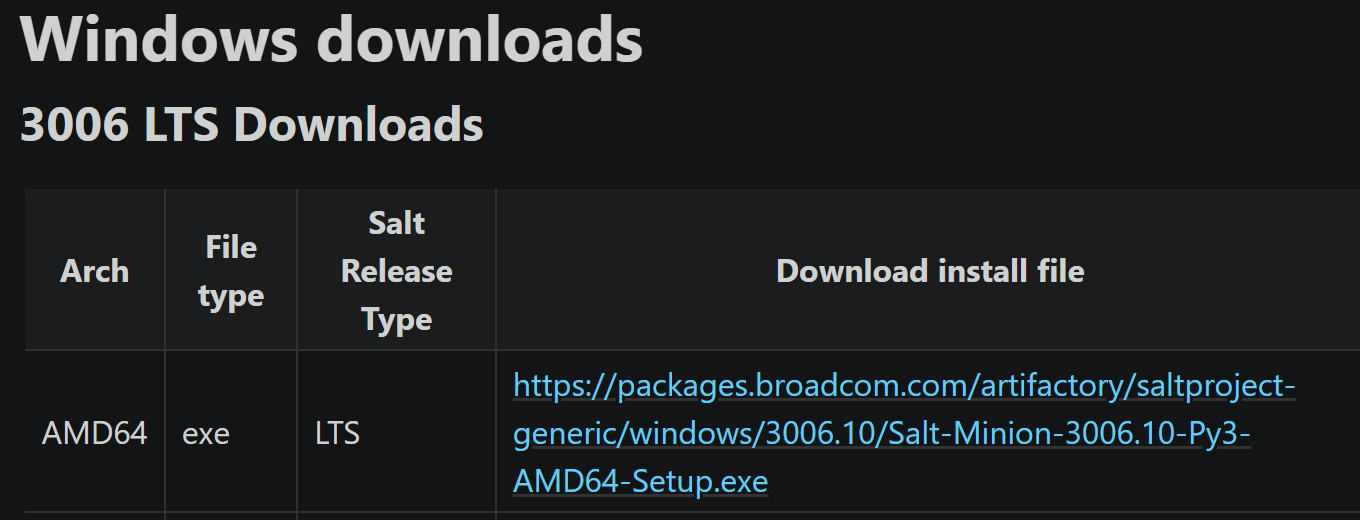 Windows downloads
3006 LTS Downloads
Arch
File
type
Salt
Release
Type
Download install file
AMD64
exe
LTS
https://packages.broadcom.com/artifactory/saltproject-
generic/windows/3006.10/Salt-Minion-3006.10-Py3-
AMD64-Setup.exe